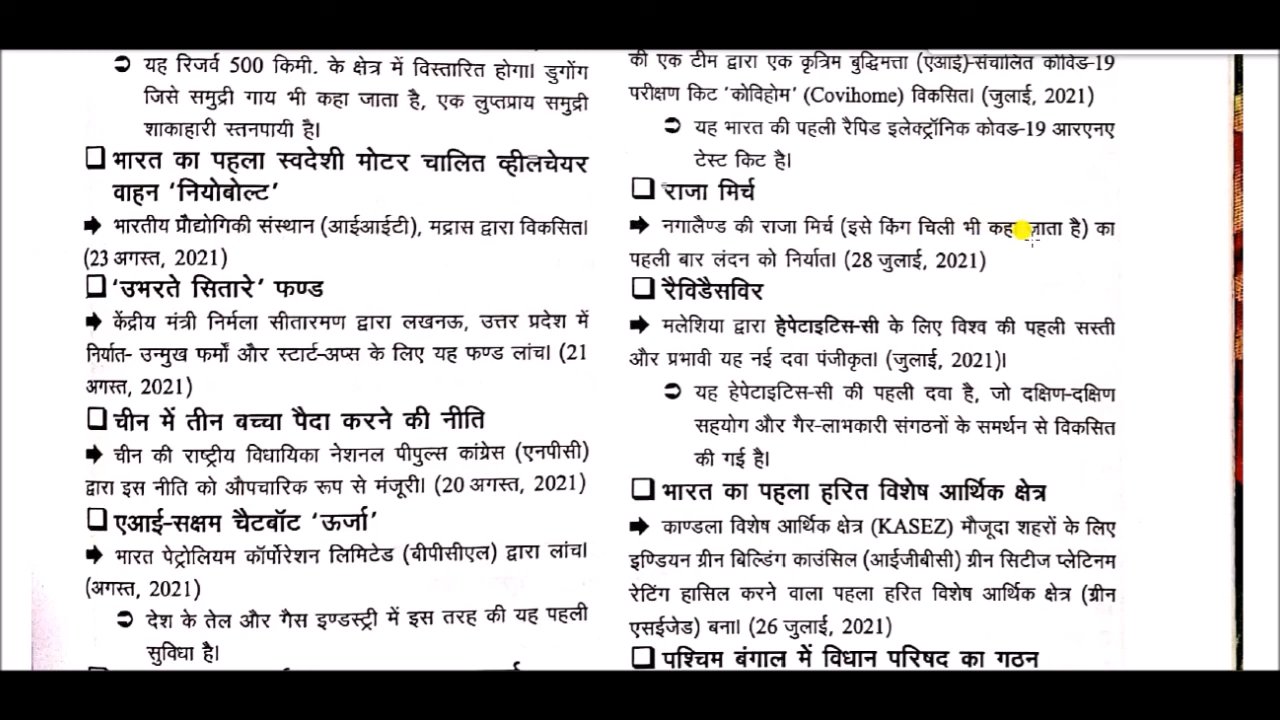 ➲ यह रिजर्व 500 किमी. के क्षेत्र में विस्तारित होगा। डुगोंग
जिसे समुद्री गाय भी कहा जाता है, एक लुप्तप्राय समुद्री
शाकाहारी स्तनपायी है।
❑ भारत का पहला स्वदेशी मोटर चालित व्हीलचेयर
वाहन ‘नियोबोल्ट’
➡ भारतीय प्रौद्योगिकी संस्थान (आईआईटी), मद्रास द्वारा विकसित।
(23 अगस्त, 2021)
❑ ‘उमरते सितारे’ फण्ड
➡ केंद्रीय मंत्री निर्मला सीतारमण द्वारा लखनऊ, उत्तर प्रदेश में
निर्यात- उन्मुख फर्मों और स्टार्ट-अप्स के लिए यह फण्ड लांच। (21
अगस्त, 2021)
❑ चीन में तीन बच्चा पैदा करने की नीति
➡ चीन की राष्ट्रीय विधायिका नेशनल पीपुल्स कांग्रेस (एनपीसी)
द्वारा इस नीति को औपचारिक रूप से मंजूरी। (20 अगस्त, 2021)
❑ एआई-सक्षम चैटबॉट ‘ऊर्जा’
➡ भारत पेट्रोलियम कॉर्पोरेशन लिमिटेड (बीपीसीएल) द्वारा लांच।
(अगस्त, 2021)
➲ देश के तेल और गैस इण्डस्ट्री में इस तरह की यह पहली
सुविधा है।
की एक टीम द्वारा एक कृत्रिम बुद्धिमत्ता (एआई)-संचालित कोविड-19
परीक्षण किट ‘कोविहोम’ (Covihome) विकसित। (जुलाई, 2021)
➲ यह भारत की पहली रैपिड इलेक्ट्रॉनिक कोवड-19 आरएनए
टेस्ट किट है।
❑ राजा मिर्च
➡ नगालैण्ड की राजा मिर्च (इसे किंग चिली भी कहा जाता है) का
पहली बार लंदन को निर्यात। (28 जुलाई, 2021)
❑ रैविडैसविर
➡ मलेशिया द्वारा हेपेटाइटिस-सी के लिए विश्व की पहली सस्ती
और प्रभावी यह नई दवा पंजीकृत। (जुलाई, 2021)।
➲ यह हेपेटाइटिस-सी की पहली दवा है, जो दक्षिण-दक्षिण
सहयोग और गैर-लाभकारी संगठनों के समर्थन से विकसित
की गई है।
❑ भारत का पहला हरित विशेष आर्थिक क्षेत्र
➡ काण्डला विशेष आर्थिक क्षेत्र (KASEZ) मौजूदा शहरों के लिए
इण्डियन ग्रीन बिल्डिंग काउंसिल (आईजीबीसी) ग्रीन सिटीज प्लेटिनम
रेटिंग हासिल करने वाला पहला हरित विशेष आर्थिक क्षेत्र (ग्रीन
एसईजेड) बना। (26 जुलाई, 2021)
❑ पश्चिम बंगाल में विधान परिषद का गठन